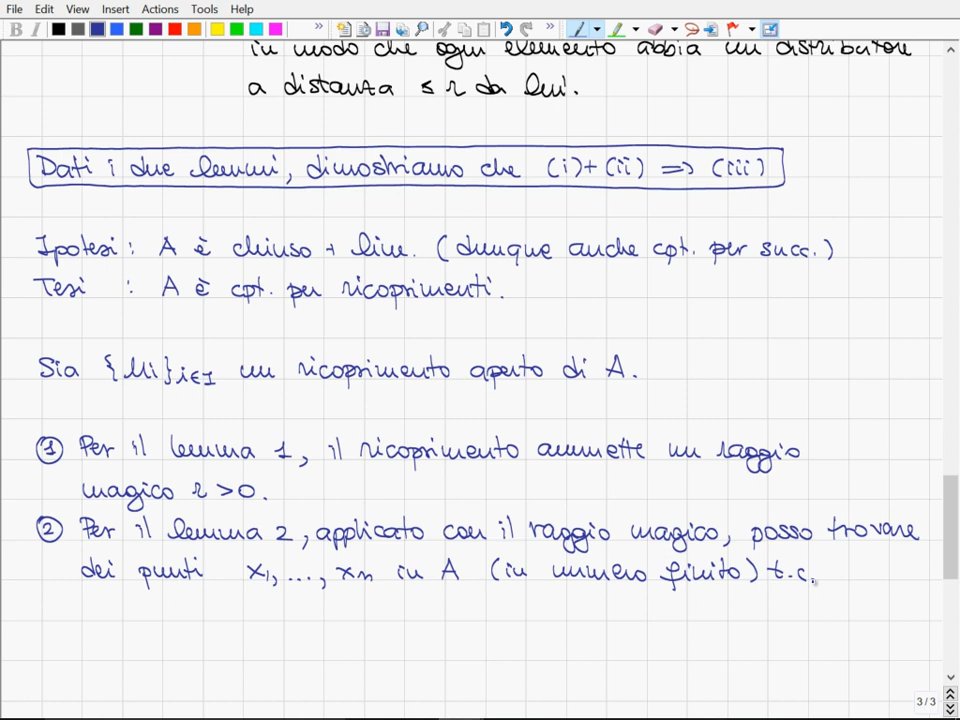 File Edit View Insert Actions Tools Help
B I
in modo che ogni elemento abbia un distributore
a distanza ≤ r da lui.
Dati i due lemmi, dimostriamo che (i)+(ii) => (iii)
Ipotesi: A è chiuso + lim. (dunque anche cpt. per succ.)
Tesi : A è cpt. per ricoprimenti.
Sia {Ui}i∈I un ricoprimento aperto di A.
① Per il lemma 1, il ricoprimento ammette un raggio
magico r >0.
② Per il lemma 2, applicato con il raggio magico, posso trovare
dei punti x1, ..., xn in A (in numero finito) t.c.
3 / 3